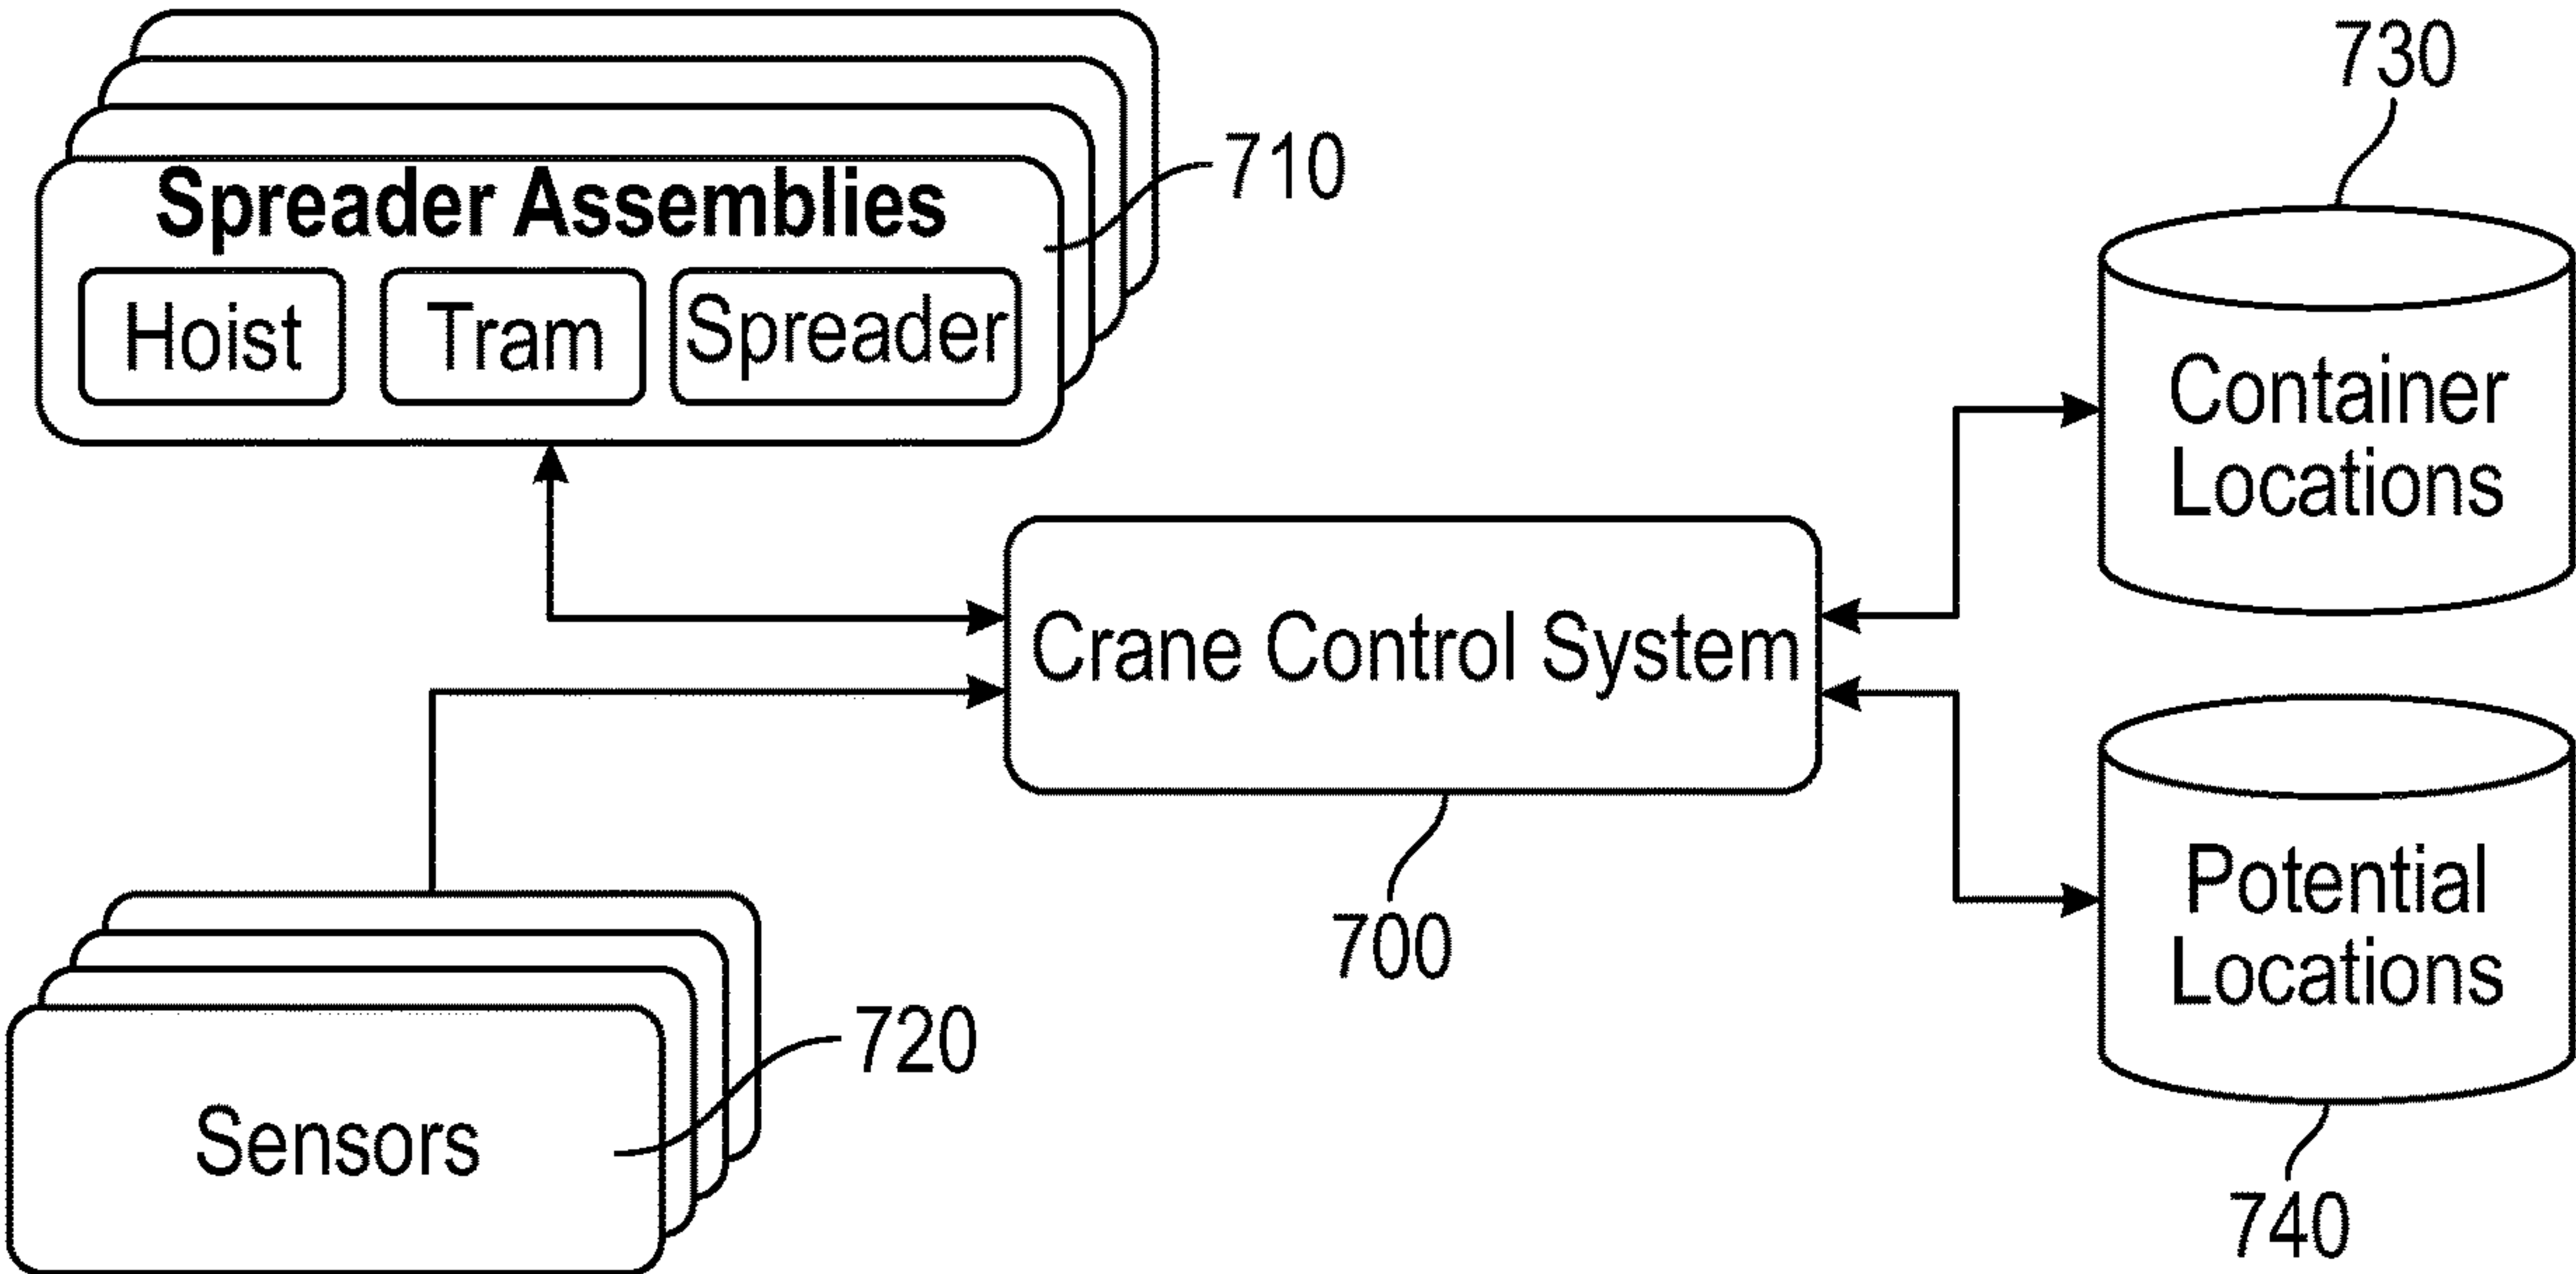 730
710
Spreader Assemblies
Hoist Tram Spreader
Container
Locations
Crane Control System
Potential
Locations
700
720
Sensors
740